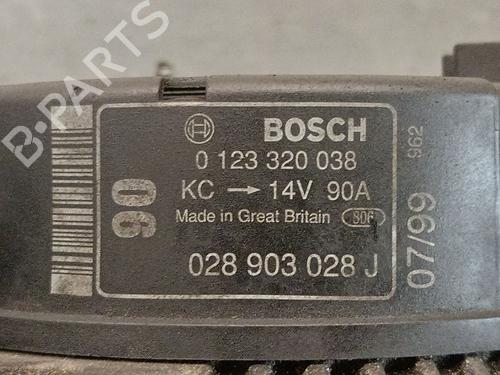 B-PARTS
BOSCH
0 123 320 038
KC → 14V 90A
Made in Great Britain 806
028 903 028 J
90
07/99
962